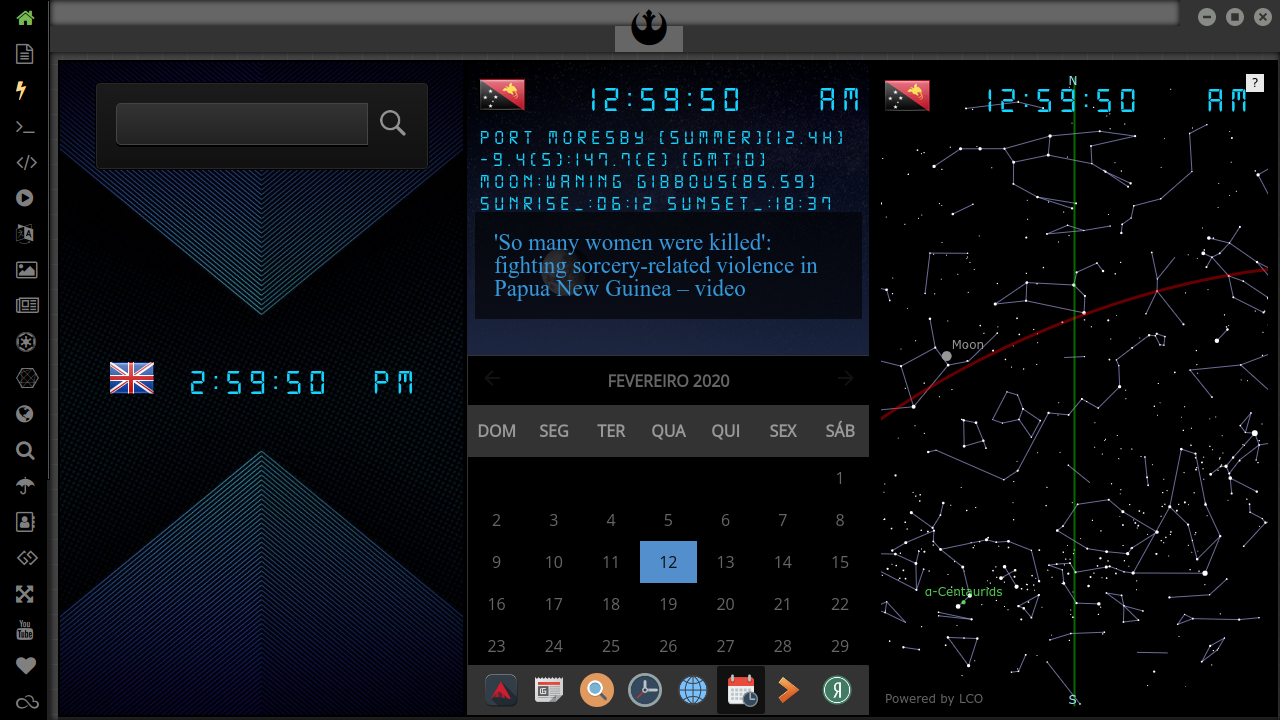 2:59:50 PM
12:59:50 AM
PORT MORESBY [SUMMER][12.4H]
-9.4(S):147.7(E) [GMT10]
MOON:WANING GIBBOUS[85.59]
SUNRISE_:06:12 SUNSET_:18:37
'So many women were killed':
fighting sorcery-related violence in
Papua New Guinea – video
FEVEREIRO 2020
DOM SEG TER QUA QUI SEX SÁB
1
2 3 4 5 6 7 8
9 10 11 12 13 14 15
16 17 18 19 20 21 22
23 24 25 26 27 28 29
Я
N
?
12:59:50 AM
Moon
α-Centaurids
Powered by LCO
S
You
Tube